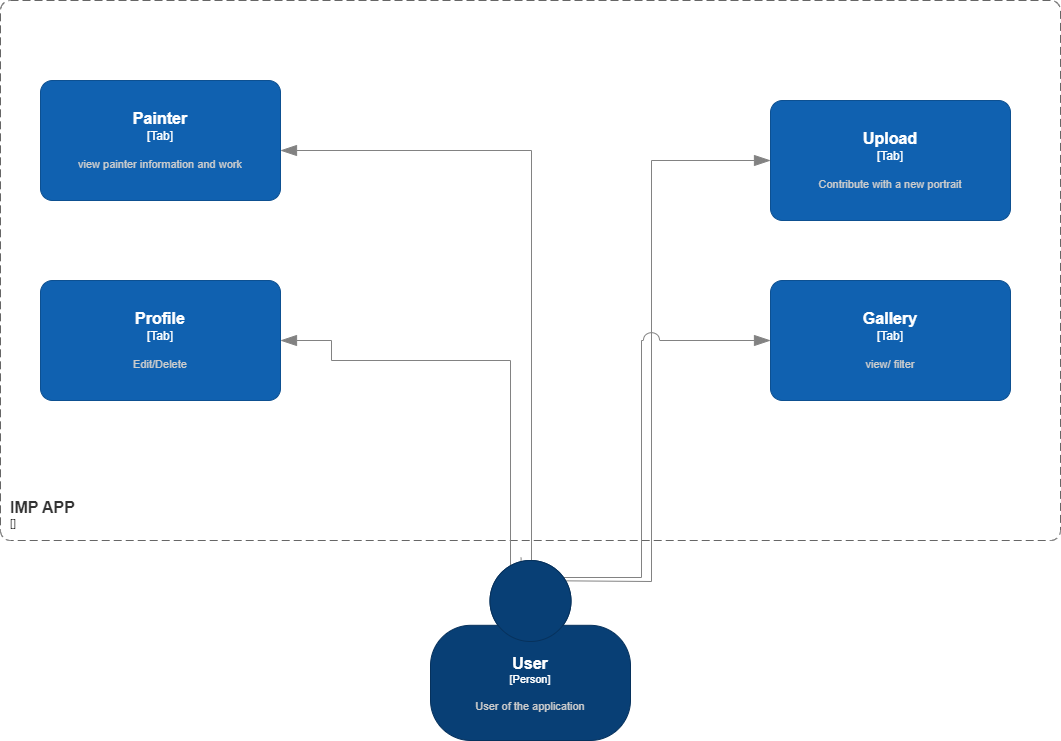 Painter
[Tab]
view painter information and work
Upload
[Tab]
Contribute with a new portrait
Profile
[Tab]
Edit/Delete
Gallery
[Tab]
view/ filter
IMP APP
[]
User
[Person]
User of the application